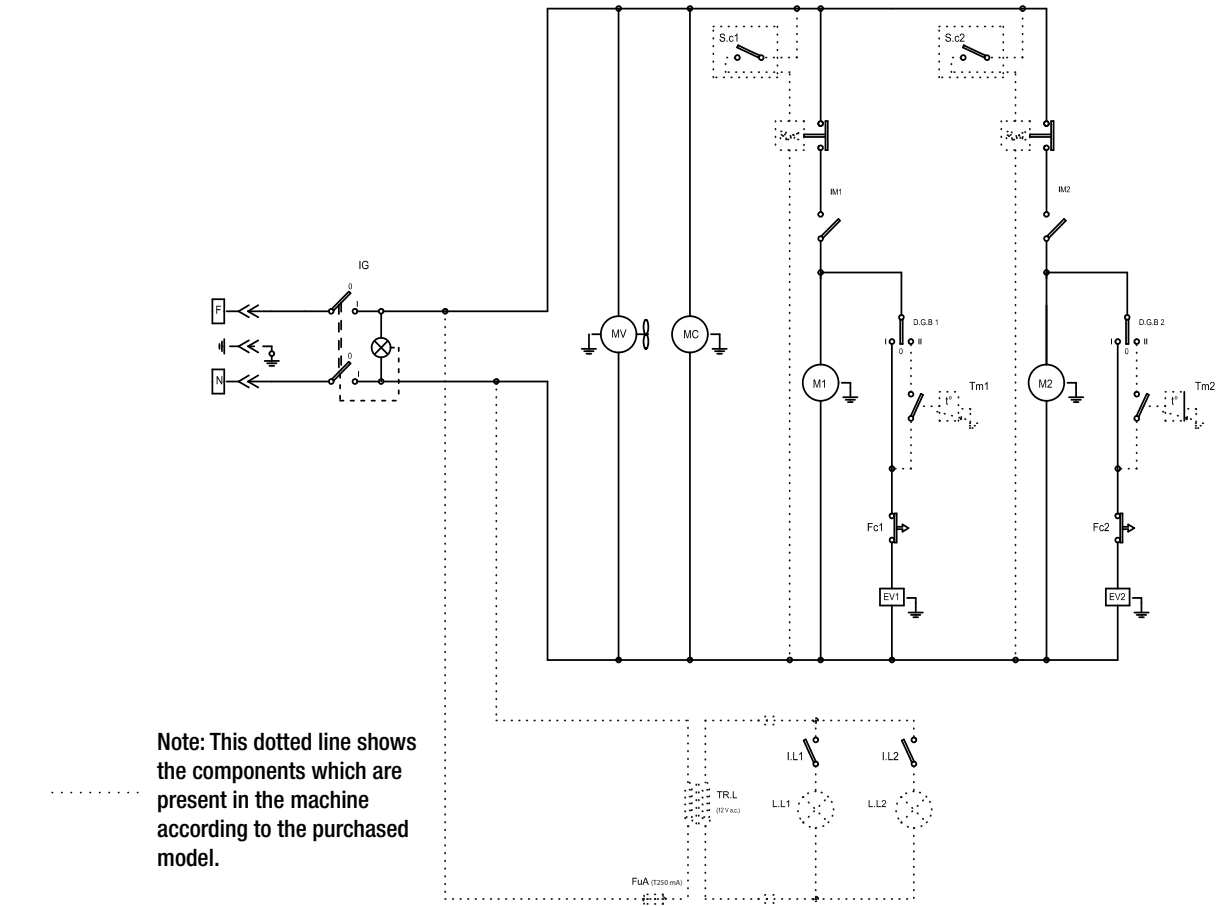 S.c1
S.c2
IM1
IM2
IG
0
I
F
N
0
I
MV
MC
D.G.B 1
I
0
II
D.G.B 2
I
0
II
M1
M2
Tm1
t°
Tm2
t°
Fc1
Fc2
EV1
EV2
Note: This dotted line shows
the components which are
present in the machine
according to the purchased
model.
I.L1
I.L2
TR.L
(12 V a.c.)
L.L1
L.L2
FuA (T250 mA)